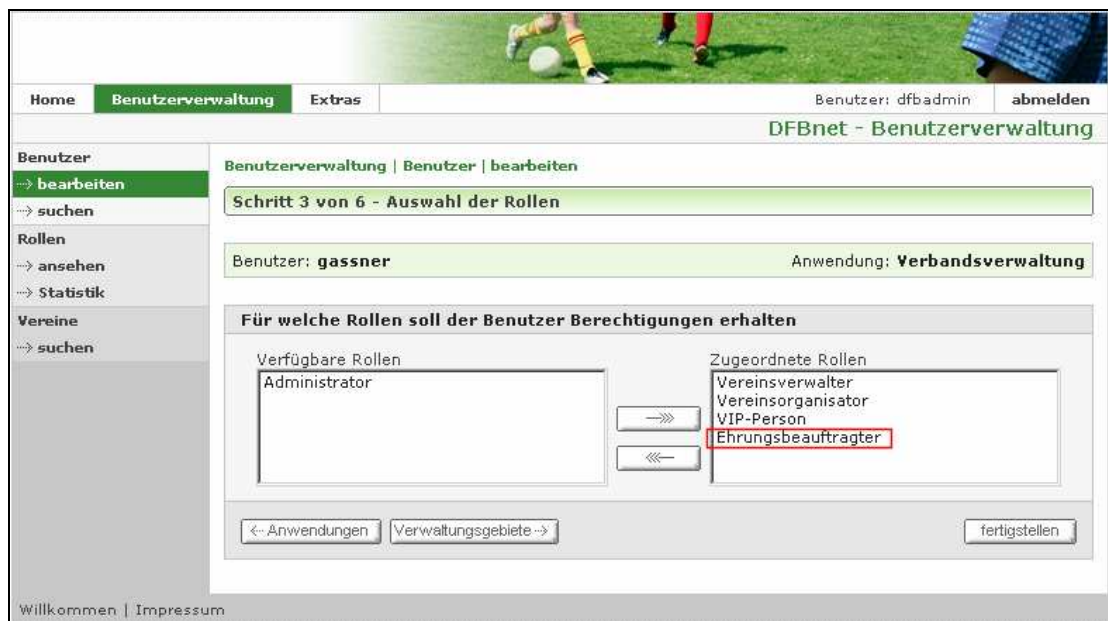 Home Benutzerverwaltung Extras Benutzer: dfbadmin abmelden
DFBnet - Benutzerverwaltung
Benutzer
···> bearbeiten
···> suchen
Rollen
···> ansehen
···> Statistik
Vereine
···> suchen
Benutzerverwaltung | Benutzer | bearbeiten
Schritt 3 von 6 - Auswahl der Rollen
Benutzer: gassner Anwendung: Verbandsverwaltung
Für welche Rollen soll der Benutzer Berechtigungen erhalten
Verfügbare Rollen
Administrator
Zugeordnete Rollen
Vereinsverwalter
Vereinsorganisator
VIP-Person
Ehrungsbeauftragter
—>>>
<<<—
<·· Anwendungen Verwaltungsgebiete ··> fertigstellen
Willkommen | Impressum